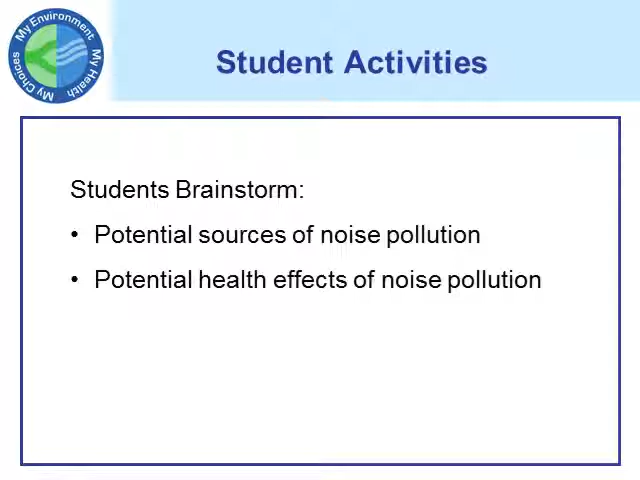 My Environment
My Health
My Choices
Student Activities
Students Brainstorm:
• Potential sources of noise pollution
• Potential health effects of noise pollution